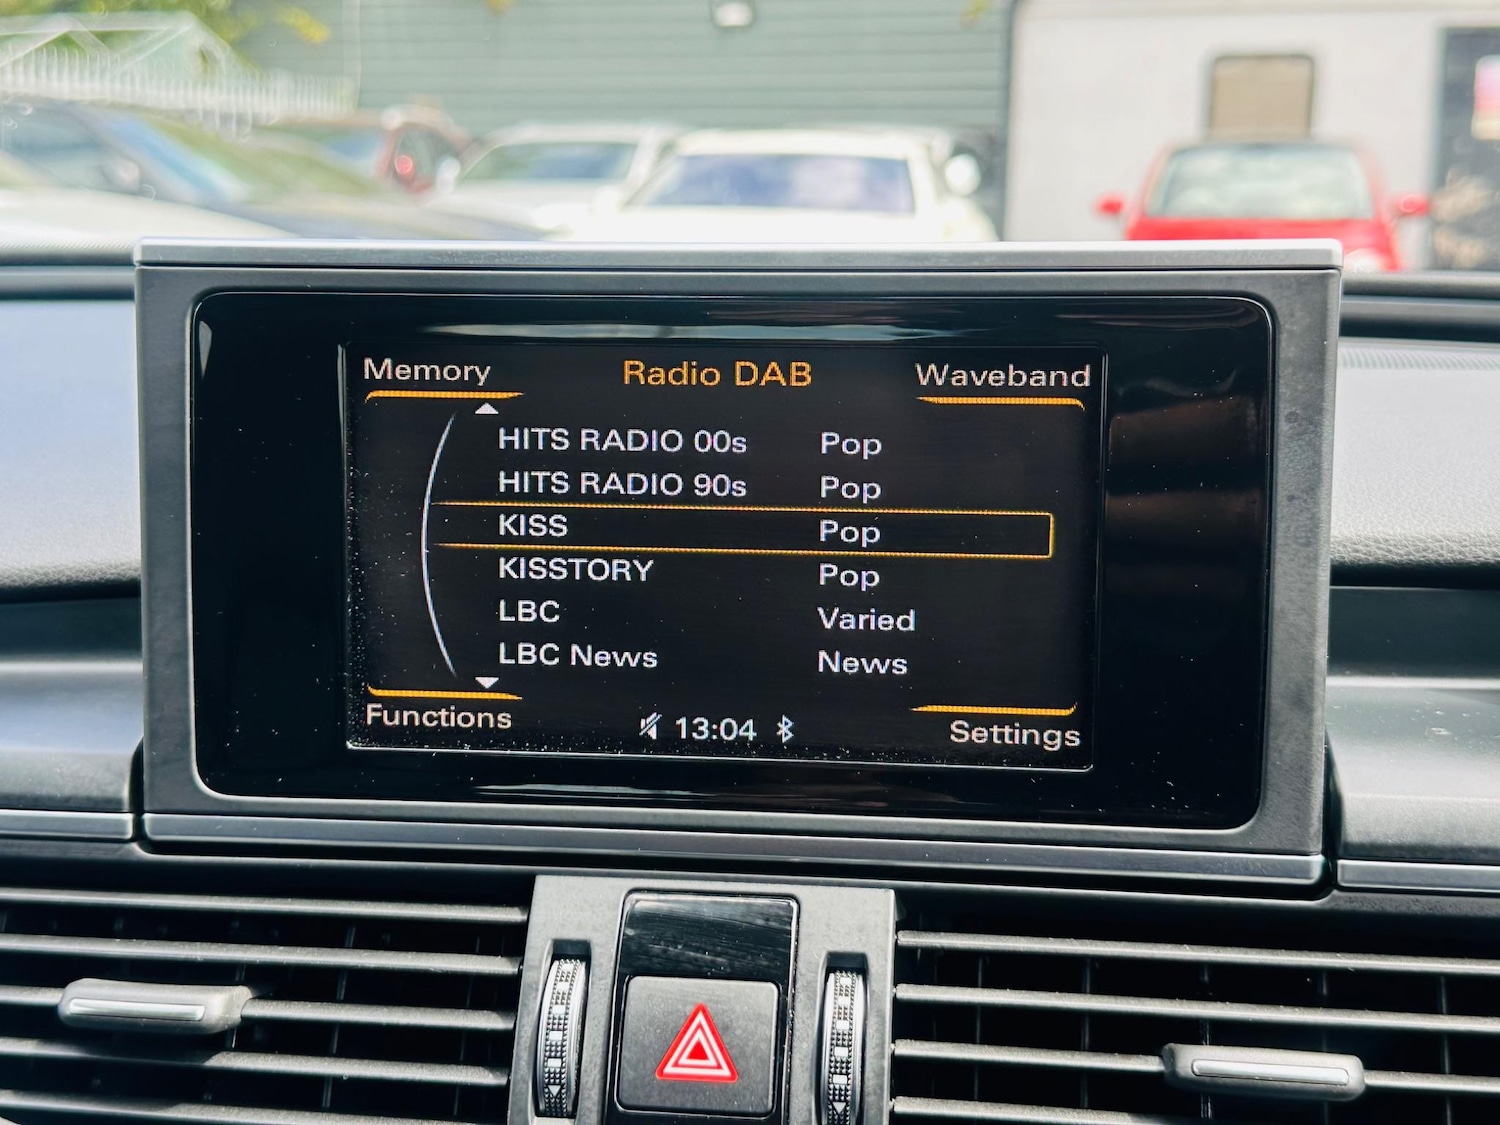 Memory Radio DAB Waveband
HITS RADIO 00s Pop
HITS RADIO 90s Pop
KISS Pop
KISSTORY Pop
LBC Varied
LBC News News
Functions 13:04 Settings